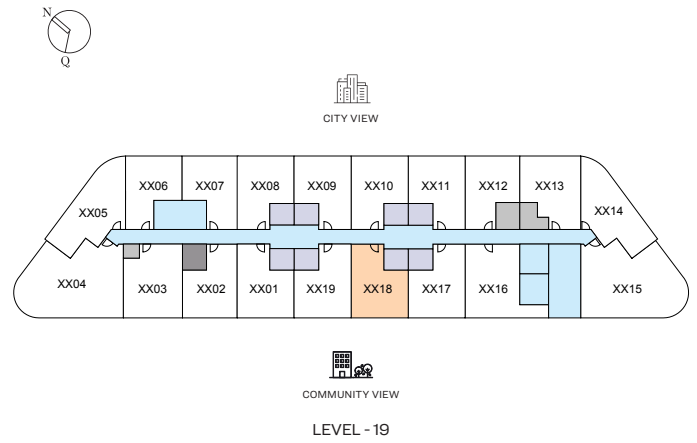 N
Q
CITY VIEW
XX06 XX07 XX08 XX09 XX10 XX11 XX12 XX13
XX05 XX14
XX04 XX03 XX02 XX01 XX19 XX18 XX17 XX16 XX15
COMMUNITY VIEW
LEVEL - 19